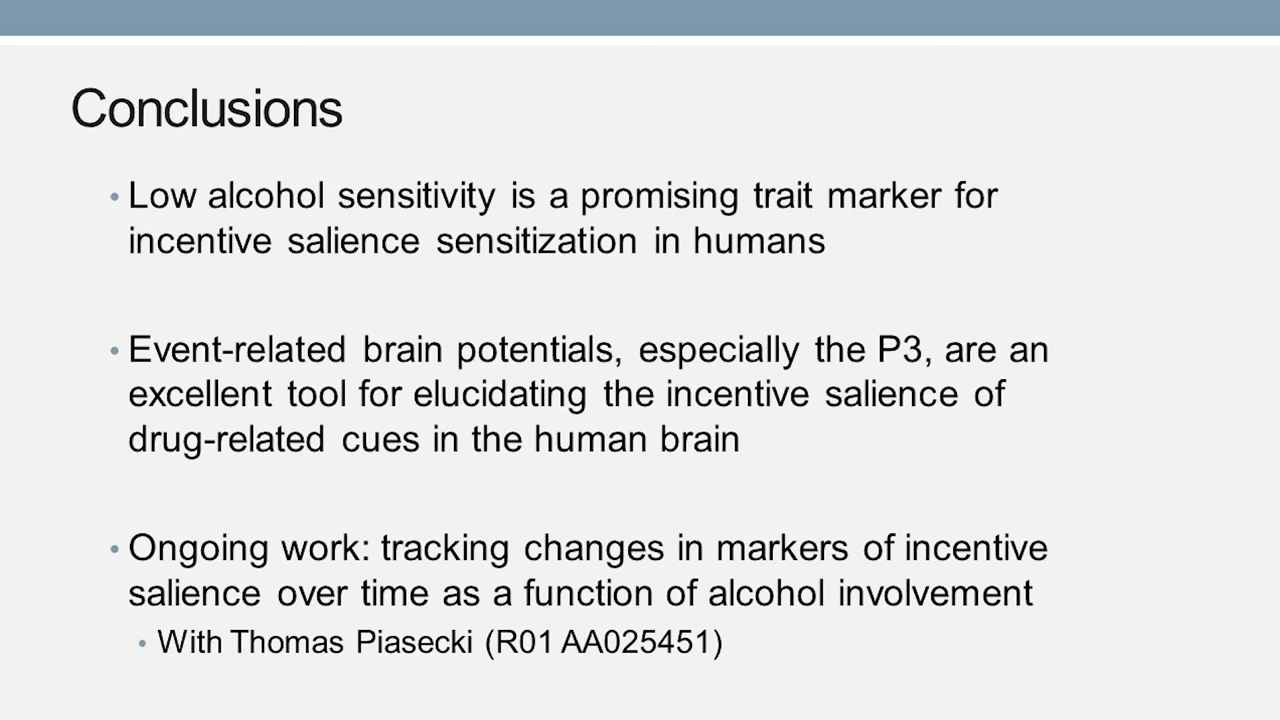 Conclusions
• Low alcohol sensitivity is a promising trait marker for
incentive salience sensitization in humans
• Event-related brain potentials, especially the P3, are an
excellent tool for elucidating the incentive salience of
drug-related cues in the human brain
• Ongoing work: tracking changes in markers of incentive
salience over time as a function of alcohol involvement
• With Thomas Piasecki (R01 AA025451)